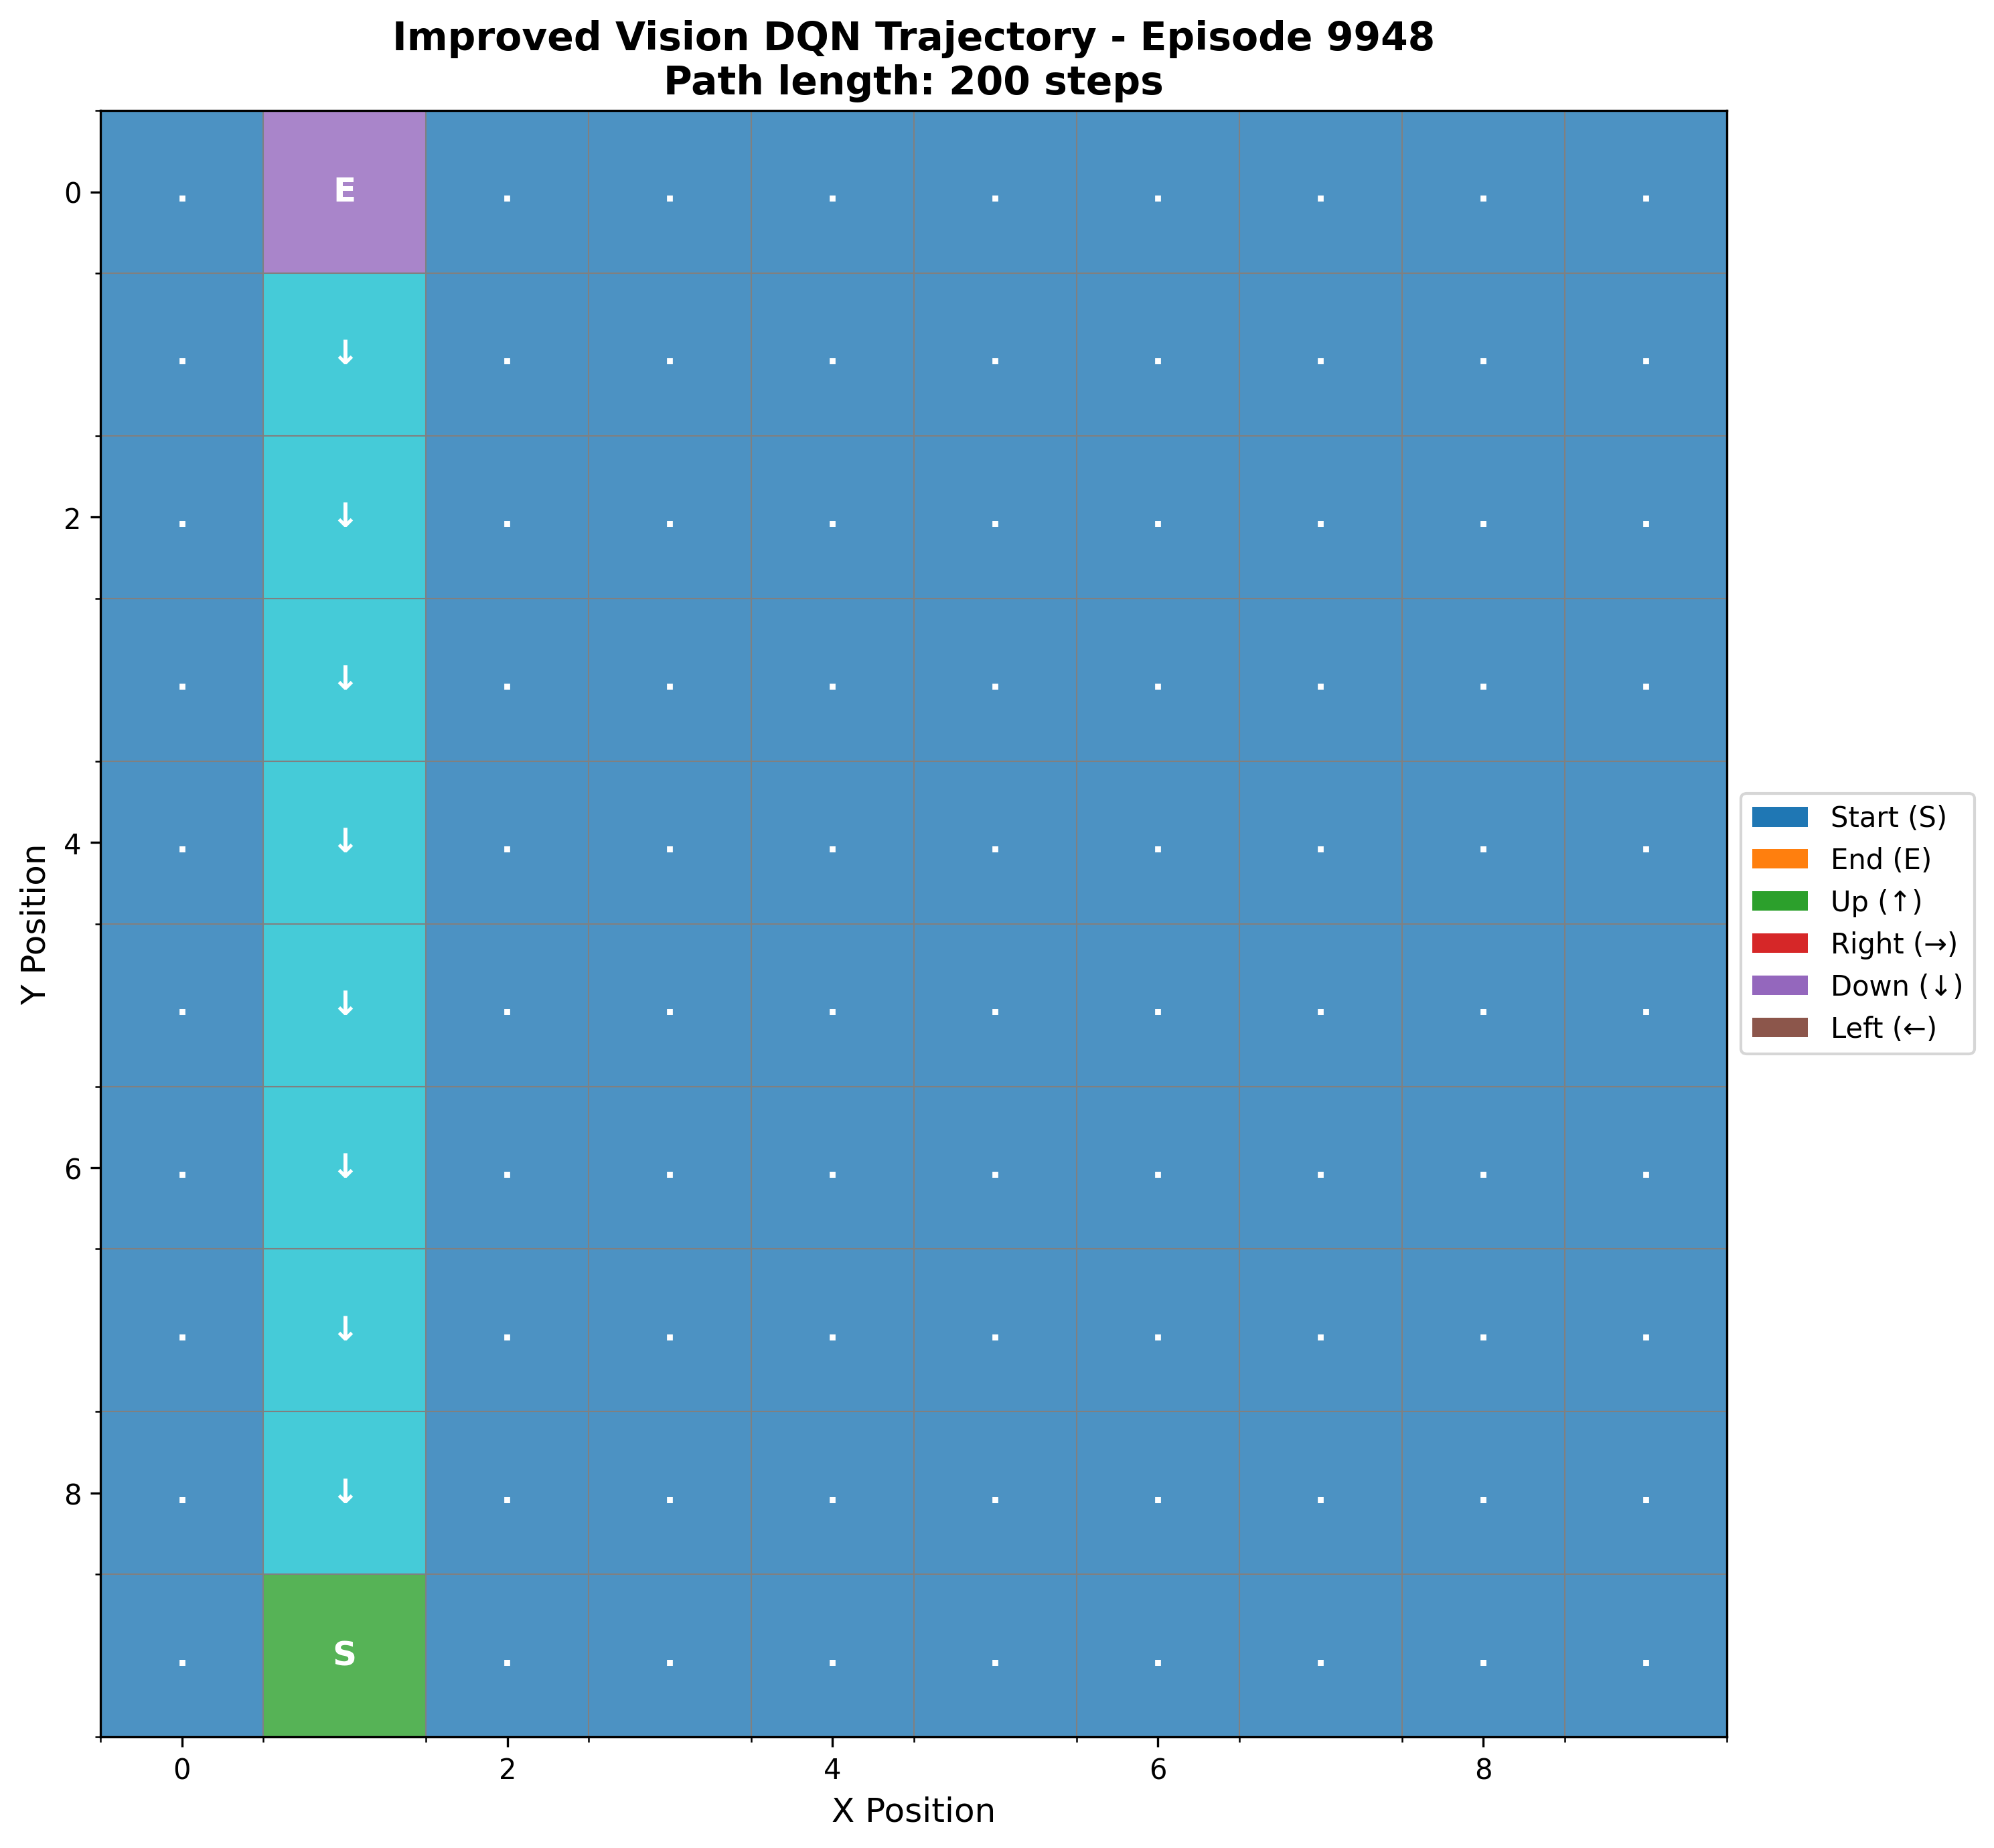 Improved Vision DQN Trajectory - Episode 9948
Path length: 200 steps
0 . E . . . . . . . .
. ↓ . . . . . . . .
2 . ↓ . . . . . . . .
. ↓ . . . . . . . .
4 . ↓ . . . . . . . .
. ↓ . . . . . . . .
6 . ↓ . . . . . . . .
. ↓ . . . . . . . .
8 . ↓ . . . . . . . .
. S . . . . . . . .
0 2 4 6 8
X Position
Y Position
Start (S)
End (E)
Up (↑)
Right (→)
Down (↓)
Left (←)